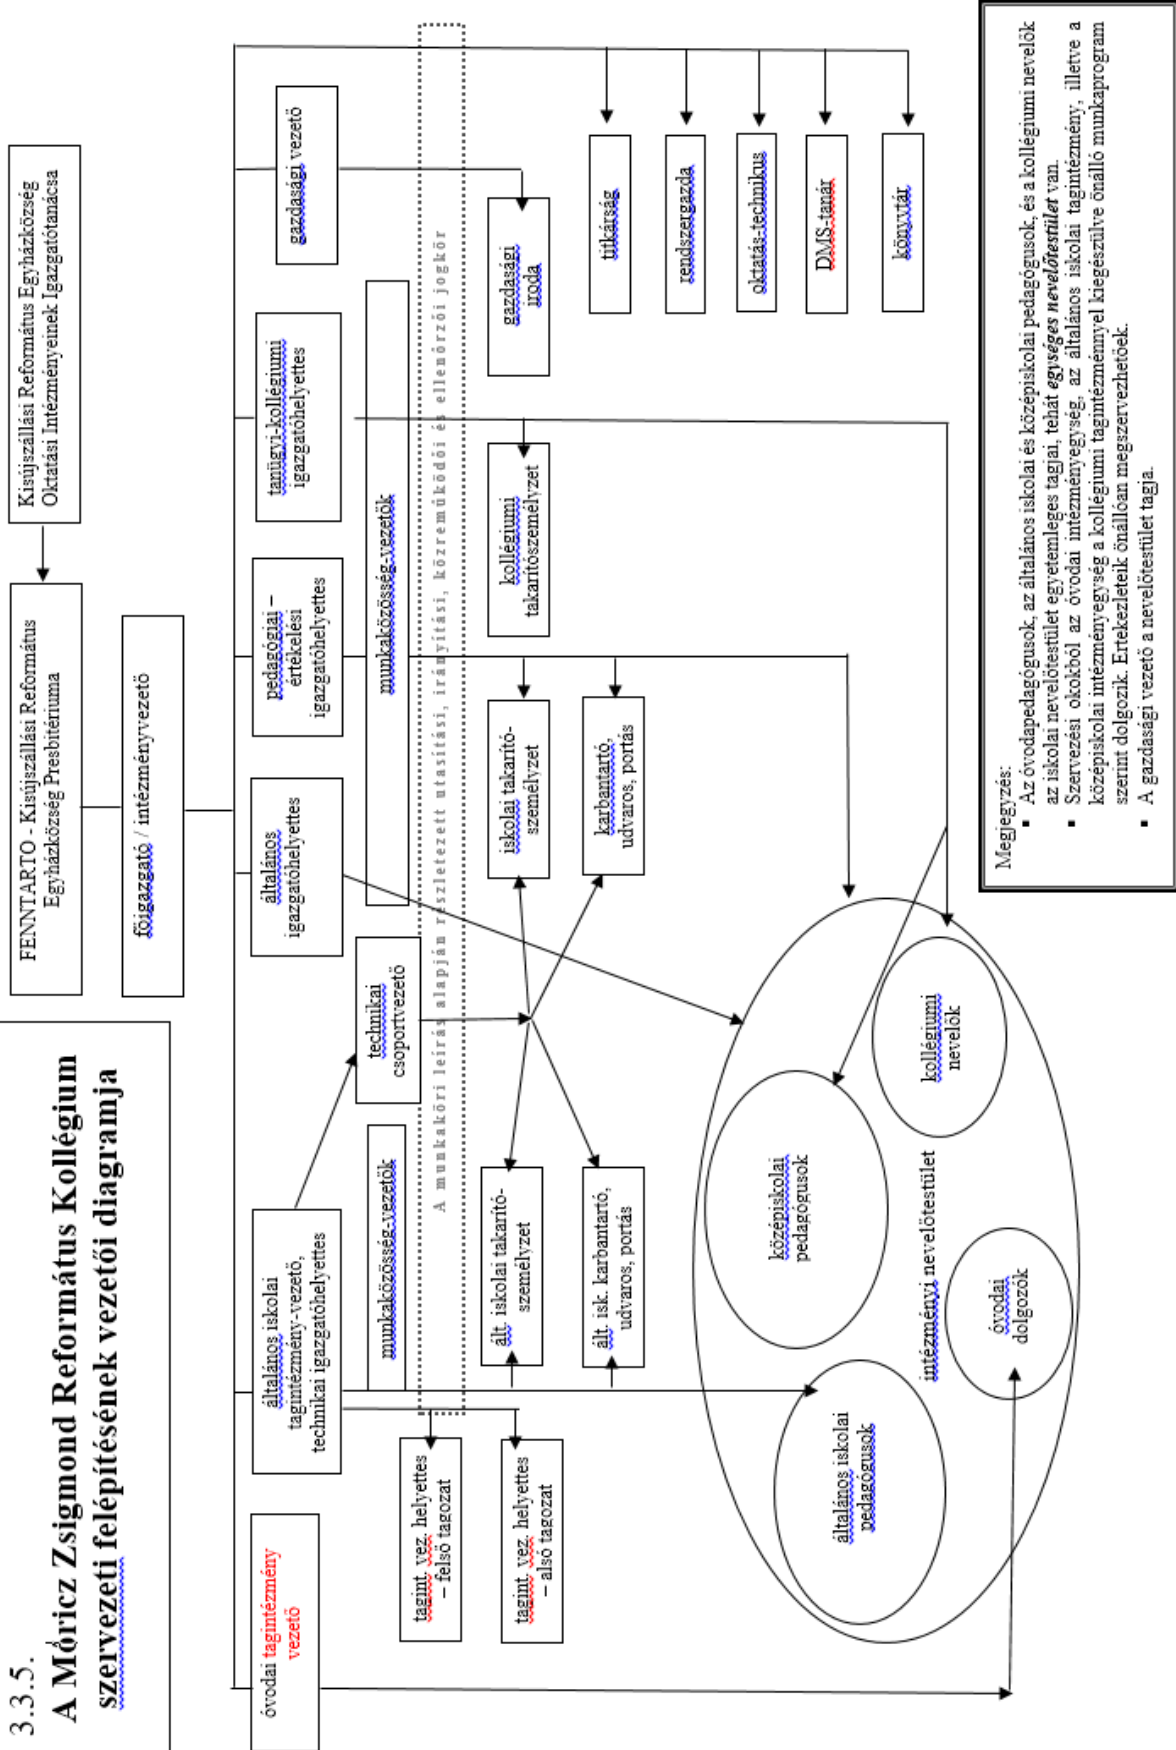 3.3.5.
A Móricz Zsigmond Református Kollégium
szervezeti felépítésének vezetői diagramja
Kisújszállási Református Egyházközség
Oktatási Intézményeinek Igazgatótanácsa
FENNTARTO - Kisújszállási Református
Egyházközség Presbitériuma
főigazgató / intézményvezető
óvodai tagintézmény
vezető
általános iskolai
tagintézmény-vezető,
technikai igazgatóhelyettes
általános
igazgatóhelyettes
pedagógiai –
értékelési
igazgatóhelyettes
tanügyi-kollégiumi
igazgatóhelyettes
gazdasági vezető
technikai
csoportvezető
munkaközösség-vezetők
munkaközösség-vezetők
A munkaköri leírás alapján részletezett utasítási, irányítási, közreműködői és ellenőrzői jogkör
tagint. vez. helyettes
– felső tagozat
tagint. vez. helyettes
– alsó tagozat
ált. iskolai takarító-
személyzet
ált. isk. karbantartó,
udvaros, portás
iskolai takarító-
személyzet
karbantartó,
udvaros, portás
kollégiumi
takarítószemélyzet
gazdasági
iroda
titkárság
rendszergazda
oktatás-technikus
DMS-tanár
könyvtár
általános iskolai
pedagógusok
középiskolai
pedagógusok
kollégiumi
nevelők
intézményi nevelőtestület
óvodai
dolgozók
Megjegyzés:
▪ Az óvodapedagógusok, az általános iskolai és középiskolai pedagógusok, és a kollégiumi nevelők
az iskolai nevelőtestület egyetemleges tagjai, tehát egységes nevelőtestület van.
▪ Szervezési okokból az óvodai intézményegység, az általános iskolai tagintézmény, illetve a
középiskolai intézményegység a kollégiumi tagintézménnyel kiegészülve önálló munkaprogram
szerint dolgozik. Értekezleteik önállóan megszervezhetőek.
▪ A gazdasági vezető a nevelőtestület tagja.